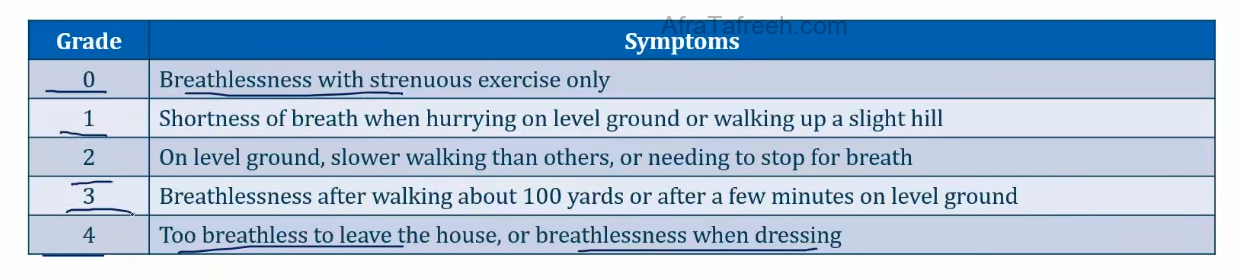 AfraTafreeh.com
Grade Symptoms
0 Breathlessness with strenuous exercise only
1 Shortness of breath when hurrying on level ground or walking up a slight hill
2 On level ground, slower walking than others, or needing to stop for breath
3 Breathlessness after walking about 100 yards or after a few minutes on level ground
4 Too breathless to leave the house, or breathlessness when dressing